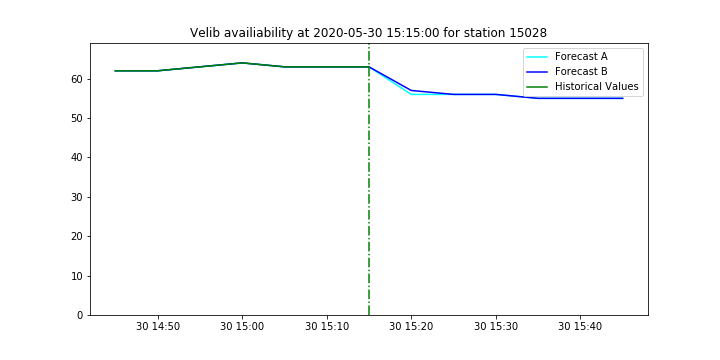 Velib availiability at 2020-05-30 15:15:00 for station 15028
Forecast A
Forecast B
Historical Values
60
50
40
30
20
10
0
30 14:50 30 15:00 30 15:10 30 15:20 30 15:30 30 15:40